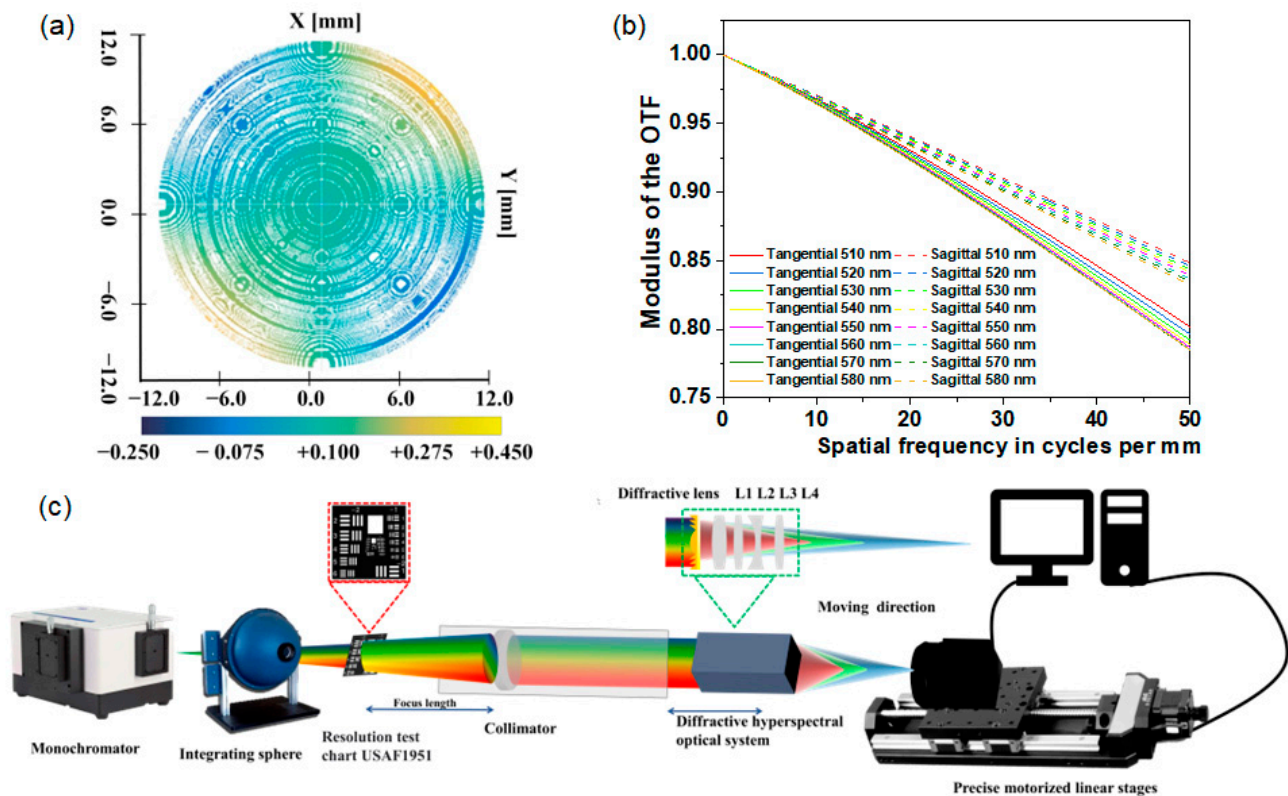 (a)
X [mm]
12.0
6.0
0.0
−6.0
−12.0
Y [mm]
−12.0 −6.0 0.0 6.0 12.0
−0.250 −0.075 +0.100 +0.275 +0.450
(b)
Modulus of the OTF
1.00
0.95
0.90
0.85
0.80
0.75
Tangential 510 nm Sagittal 510 nm
Tangential 520 nm Sagittal 520 nm
Tangential 530 nm Sagittal 530 nm
Tangential 540 nm Sagittal 540 nm
Tangential 550 nm Sagittal 550 nm
Tangential 560 nm Sagittal 560 nm
Tangential 570 nm Sagittal 570 nm
Tangential 580 nm Sagittal 580 nm
0 10 20 30 40 50
Spatial frequency in cycles per mm
(c)
Diffractive lens L1 L2 L3 L4
Moving direction
Focus length
Monochromator
Integrating sphere
Resolution test
chart USAF1951
Collimator
Diffractive hyperspectral
optical system
Precise motorized linear stages